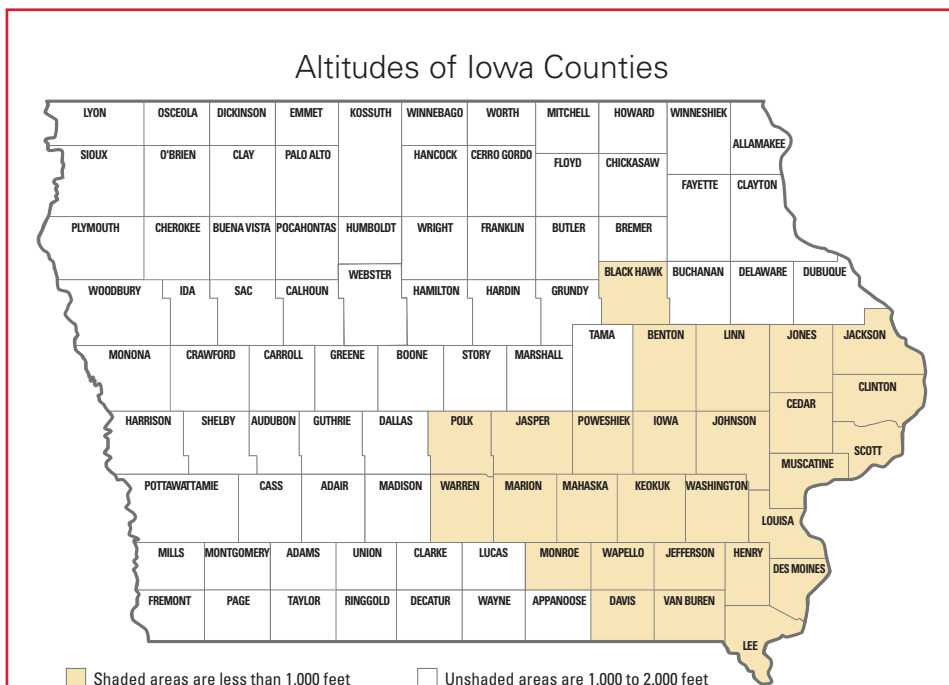 Altitudes of Iowa Counties
LYON OSCEOLA DICKINSON EMMET KOSSUTH WINNEBAGO WORTH MITCHELL HOWARD WINNESHIEK
ALLAMAKEE
SIOUX O'BRIEN CLAY PALO ALTO HANCOCK CERRO GORDO FLOYD CHICKASAW
FAYETTE CLAYTON
PLYMOUTH CHEROKEE BUENA VISTA POCAHONTAS HUMBOLDT WRIGHT FRANKLIN BUTLER BREMER
WEBSTER BLACK HAWK BUCHANAN DELAWARE DUBUQUE
WOODBURY IDA SAC CALHOUN HAMILTON HARDIN GRUNDY
TAMA BENTON LINN JONES JACKSON
MONONA CRAWFORD CARROLL GREENE BOONE STORY MARSHALL
CLINTON
CEDAR
HARRISON SHELBY AUDUBON GUTHRIE DALLAS POLK JASPER POWESHIEK IOWA JOHNSON
SCOTT
MUSCATINE
POTTAWATTAMIE CASS ADAIR MADISON WARREN MARION MAHASKA KEOKUK WASHINGTON
LOUISA
MILLS MONTGOMERY ADAMS UNION CLARKE LUCAS MONROE WAPELLO JEFFERSON HENRY
DES MOINES
FREMONT PAGE TAYLOR RINGGOLD DECATUR WAYNE APPANOOSE DAVIS VAN BUREN
LEE
Shaded areas are less than 1,000 feet Unshaded areas are 1,000 to 2,000 feet